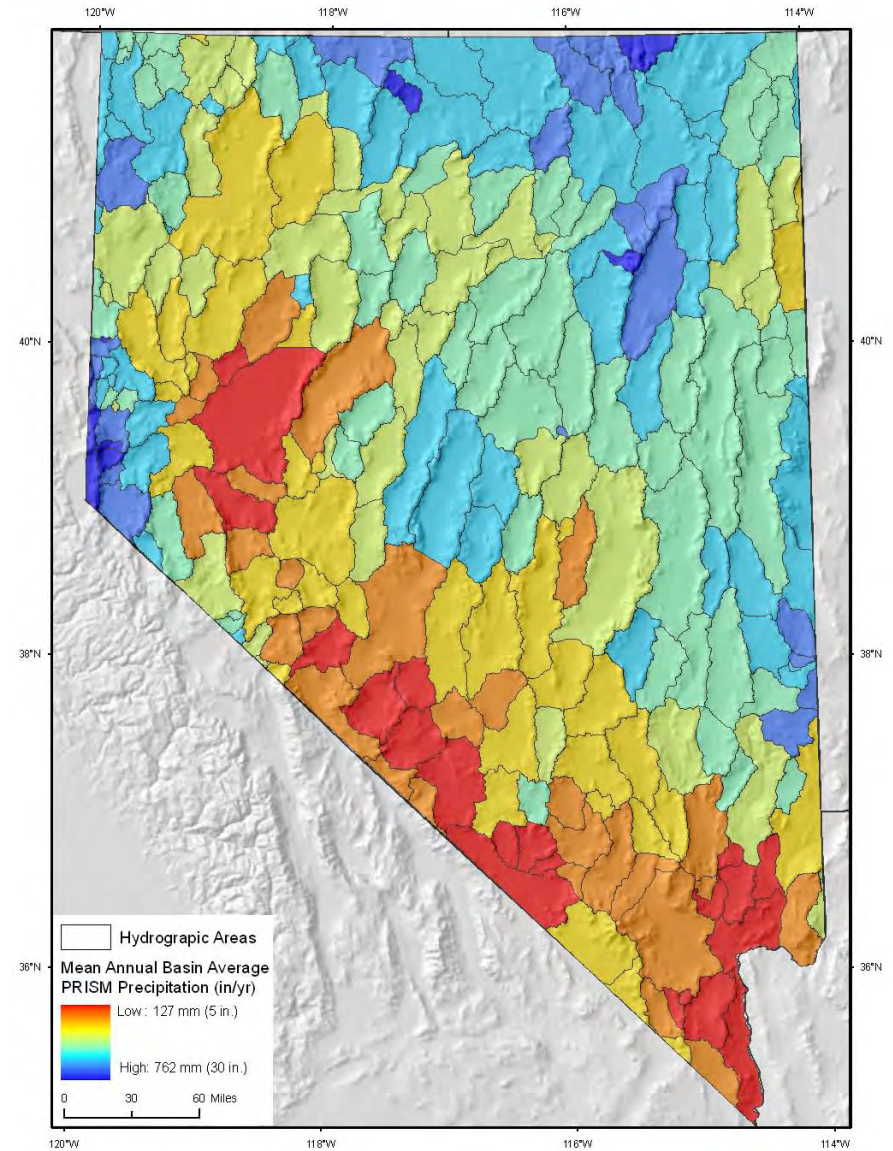 120°W 118°W 116°W 114°W
40°N 40°N
38°N 38°N
36°N 36°N
Hydrograpic Areas
Mean Annual Basin Average
PRISM Precipitation (in/yr)
Low : 127 mm (5 in.)
High: 762 mm (30 in.)
0 30 60 Miles
120°W 118°W 116°W 114°W